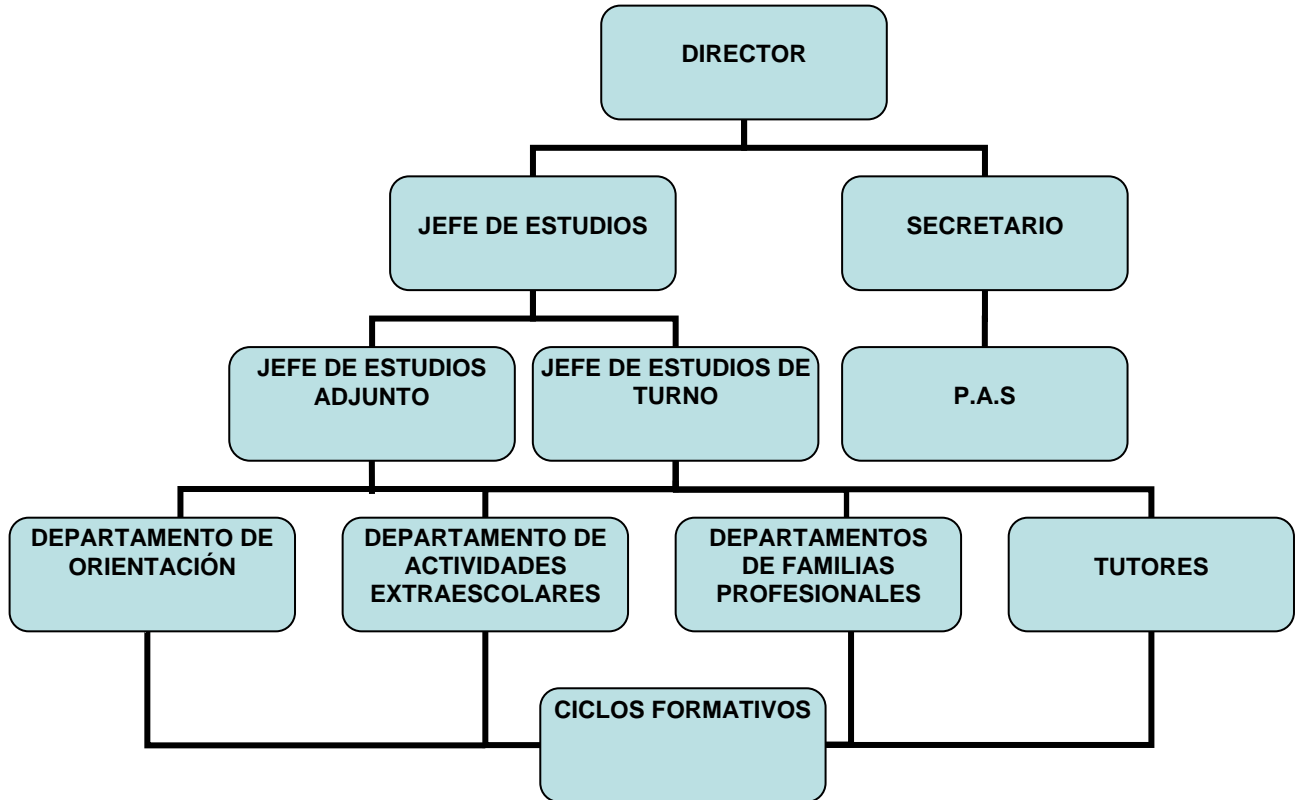 DIRECTOR
JEFE DE ESTUDIOS
SECRETARIO
JEFE DE ESTUDIOS
ADJUNTO
JEFE DE ESTUDIOS DE
TURNO
P.A.S
DEPARTAMENTO DE
ORIENTACIÓN
DEPARTAMENTO DE
ACTIVIDADES
EXTRAESCOLARES
DEPARTAMENTOS
DE FAMILIAS
PROFESIONALES
TUTORES
CICLOS FORMATIVOS